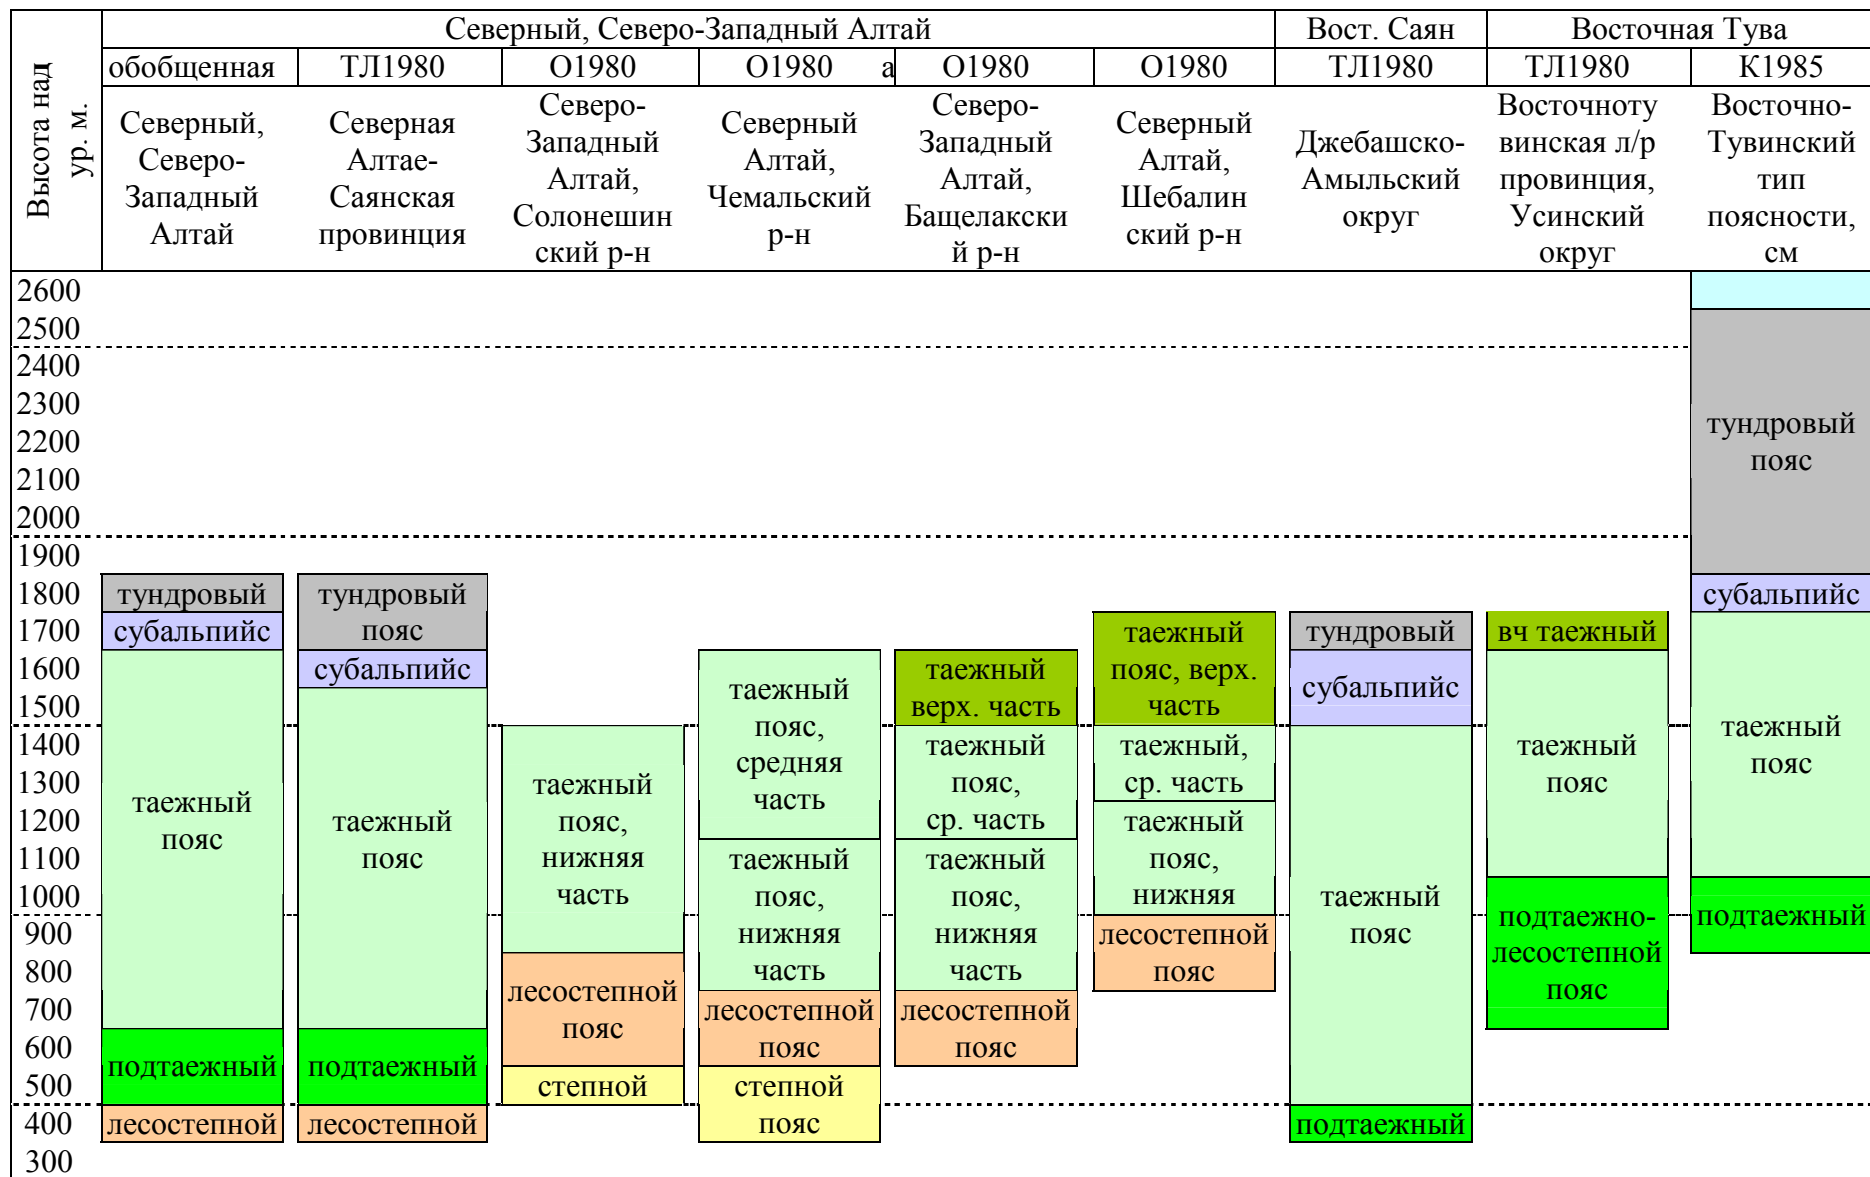 Северный, Северо-Западный Алтай
Вост. Саян
Восточная Тува
Высота над
ур. м.
обобщенная
ТЛ1980
О1980
О1980 а
О1980
О1980
ТЛ1980
ТЛ1980
К1985
Северный,
Северо-
Западный
Алтай
Северная
Алтае-
Саянская
провинция
Северо-
Западный
Алтай,
Солонешин
ский р-н
Северный
Алтай,
Чемальский
р-н
Северо-
Западный
Алтай,
Бащелакски
й р-н
Северный
Алтай,
Шебалин
ский р-н
Джебашско-
Амыльский
округ
Восточноту
винская л/р
провинция,
Усинский
округ
Восточно-
Тувинский
тип
поясности,
см
2600
2500
2400
2300
2200
2100
2000
1900
1800
1700
1600
1500
1400
1300
1200
1100
1000
900
800
700
600
500
400
300
тундровый
субальпийс
таежный
пояс
подтаежный
лесостепной
тундровый
пояс
субальпийс
таежный
пояс
подтаежный
лесостепной
таежный
пояс,
нижняя
часть
лесостепной
пояс
степной
таежный
пояс,
средняя
часть
таежный
пояс,
нижняя
часть
лесостепной
пояс
степной
пояс
таежный
верх. часть
таежный
пояс,
ср. часть
таежный
пояс,
нижняя
часть
лесостепной
пояс
таежный
пояс, верх.
часть
таежный,
ср. часть
таежный
пояс,
нижняя
лесостепной
пояс
тундровый
субальпийс
таежный
пояс
подтаежный
вч таежный
таежный
пояс
подтаежно-
лесостепной
пояс
тундровый
пояс
субальпийс
таежный
пояс
подтаежный